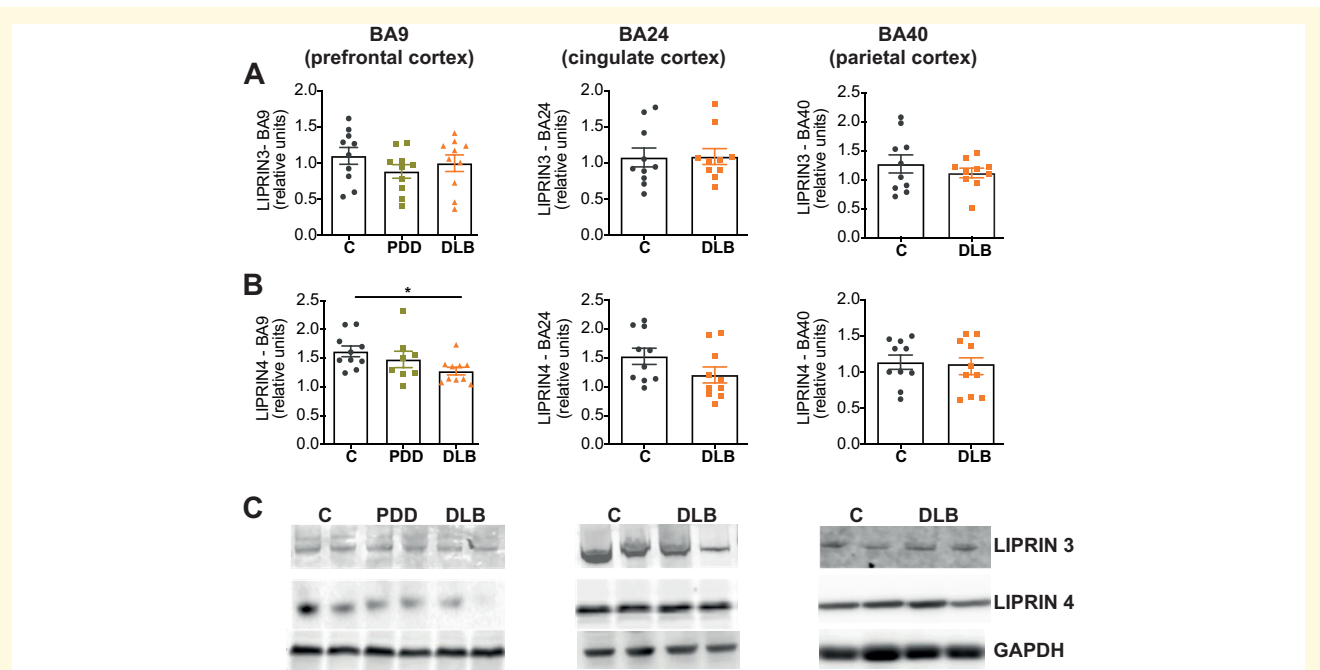 BA9
(prefrontal cortex)
BA24
(cingulate cortex)
BA40
(parietal cortex)
A
LIPRIN3- BA9
(relative units)
2.0
1.5
1.0
0.5
0.0
C PDD DLB
LIPRIN3 - BA24
(relative units)
2.0
1.5
1.0
0.5
0.0
C DLB
LIPRIN3 - BA40
(relative units)
2.5
2.0
1.5
1.0
0.5
0.0
C DLB
B
LIPRIN4 - BA9
(relative units)
2.5
2.0
1.5
1.0
0.5
0.0
*
C PDD DLB
LIPRIN4 - BA24
(relative units)
2.5
2.0
1.5
1.0
0.5
0.0
C DLB
LIPRIN4 - BA40
(relative units)
2.0
1.5
1.0
0.5
0.0
C DLB
C
C PDD DLB
C DLB
C DLB
LIPRIN 3
LIPRIN 4
GAPDH